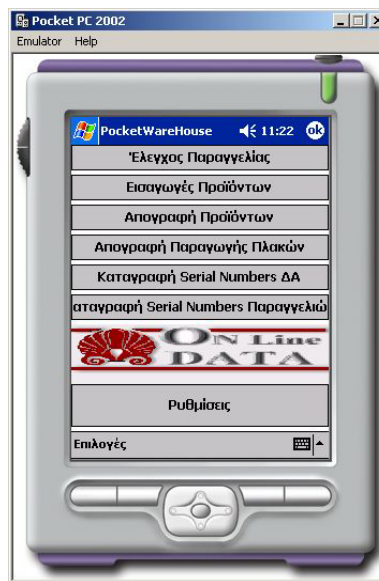 Pocket PC 2002
Emulator Help
PocketWareHouse 11:22 ok
Έλεγχος Παραγγελίας
Εισαγωγές Προϊόντων
Απογραφή Προϊόντων
Απογραφή Παραγωγής Πλακών
Καταγραφή Serial Numbers ΔΑ
αταγραφή Serial Numbers Παραγγελιώ
ON Line
DATA
Ρυθμίσεις
Επιλογές